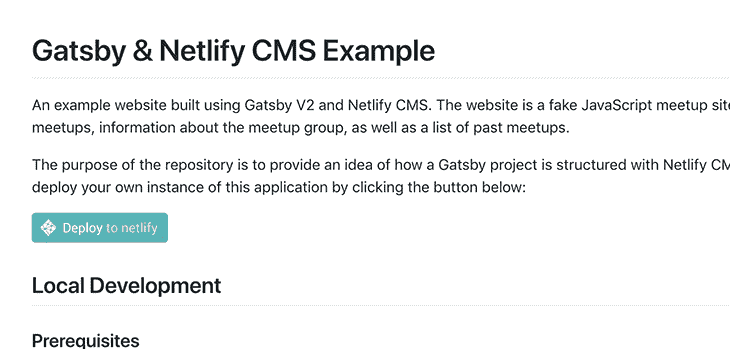 Gatsby & Netlify CMS Example
An example website built using Gatsby V2 and Netlify CMS. The website is a fake JavaScript meetup
meetups, information about the meetup group, as well as a list of past meetups.
The purpose of the repository is to provide an idea of how a Gatsby project is structured with Netlify
deploy your own instance of this application by clicking the button below:
Deploy to netlify
Local Development
Prerequisites